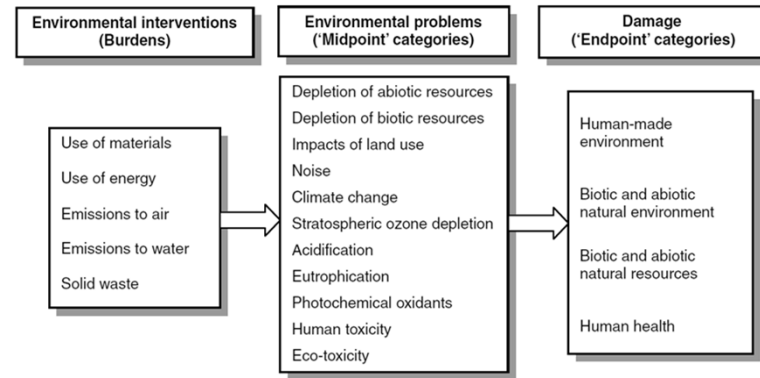 Environmental interventions
(Burdens)
Environmental problems
(‘Midpoint’ categories)
Damage
(‘Endpoint’ categories)
Use of materials
Use of energy
Emissions to air
Emissions to water
Solid waste
Depletion of abiotic resources
Depletion of biotic resources
Impacts of land use
Noise
Climate change
Stratospheric ozone depletion
Acidification
Eutrophication
Photochemical oxidants
Human toxicity
Eco-toxicity
Human-made
environment
Biotic and abiotic
natural environment
Biotic and abiotic
natural resources
Human health